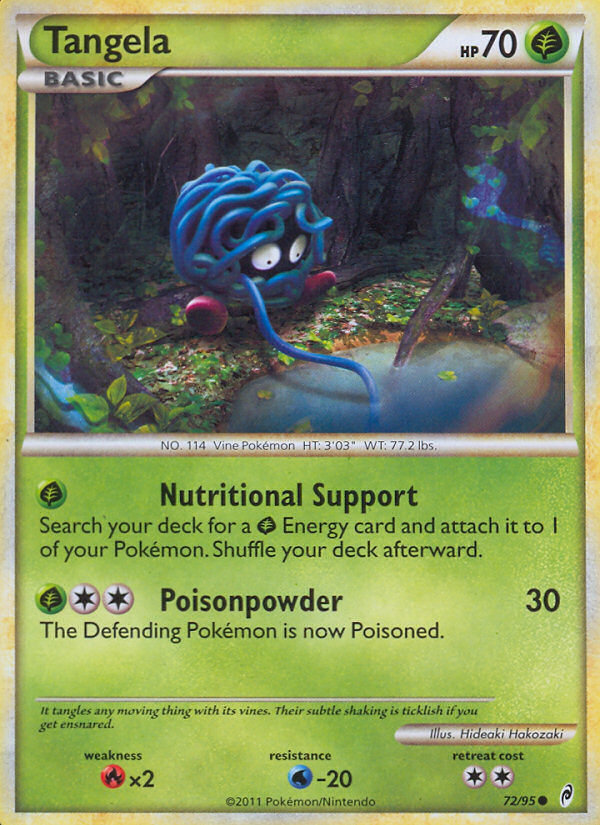 Tangela
HP 70
BASIC
NO. 114 Vine Pokémon HT: 3'03" WT: 77.2 lbs.
Nutritional Support
Search your deck for a Energy card and attach it to 1
of your Pokémon. Shuffle your deck afterward.
Poisonpowder 30
The Defending Pokémon is now Poisoned.
It tangles any moving thing with its vines. Their subtle shaking is ticklish if you
get ensnared.
Illus. Hideaki Hakozaki
weakness resistance retreat cost
×2 -20
©2011 Pokémon/Nintendo 72/95